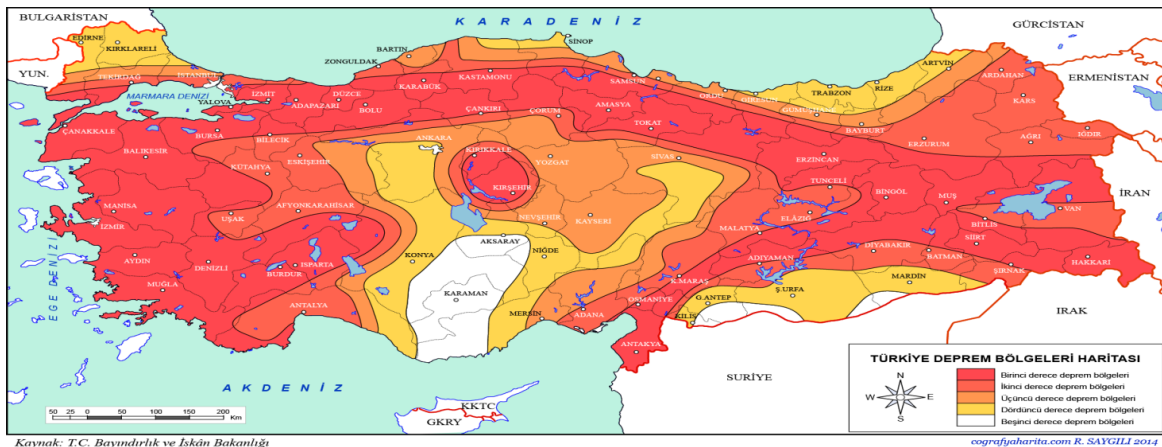 KARADENİZ
BULGARİSTAN
GÜRCİSTAN
EDİRNE
KIRKLARELİ
SİNOP
BARTIN
ZONGULDAK
KASTAMONU
YUN.
TEKİRDAĞ
İSTANBUL
KARABÜK
SAMSUN
ARTVİN
ARDAHAN
ERMENİSTAN
MARMARA DENİZİ
YALOVA
İZMİT
ADAPAZARI
DÜZCE
BOLU
ÇANKIRI
ÇORUM
AMASYA
ORDU
GİRESUN
TRABZON
RİZE
GÜMÜŞHANE
KARS
ÇANAKKALE
BURSA
BİLECİK
TOKAT
BAYBURT
ERZURUM
AĞRI
IĞDIR
BALIKESİR
KÜTAHYA
ESKİŞEHİR
ANKARA
KIRIKKALE
YOZGAT
SİVAS
ERZİNCAN
TUNCELİ
BİNGÖL
MUŞ
İRAN
MANİSA
İZMİR
UŞAK
AFYONKARAHİSAR
KIRŞEHİR
NEVŞEHİR
KAYSERİ
MALATYA
ELAZIĞ
BİTLİS
VAN
AYDIN
DENİZLİ
BURDUR
ISPARTA
KONYA
AKSARAY
NİĞDE
ADIYAMAN
DİYABAKIR
BATMAN
SİİRT
ŞIRNAK
HAKKARİ
EGE DENİZİ
MUĞLA
ANTALYA
KARAMAN
MERSİN
ADANA
OSMANİYE
K.MARAŞ
G.ANTEP
KİLİS
Ş.URFA
MARDİN
ANTAKYA
IRAK
SURİYE
AKDENİZ
KKTC
GKRY
50 25 0 50 100 150 200
Km
TÜRKİYE DEPREM BÖLGELERİ HARİTASI
N
W E
S
Birinci derece deprem bölgeleri
İkinci derece deprem bölgeleri
Üçüncü derece deprem bölgeleri
Dördüncü derece deprem bölgeleri
Beşinci derece deprem bölgeleri
Kaynak: T.C. Bayındırlık ve İskân Bakanlığı
cografyaharita.com R. SAYGILI 2014